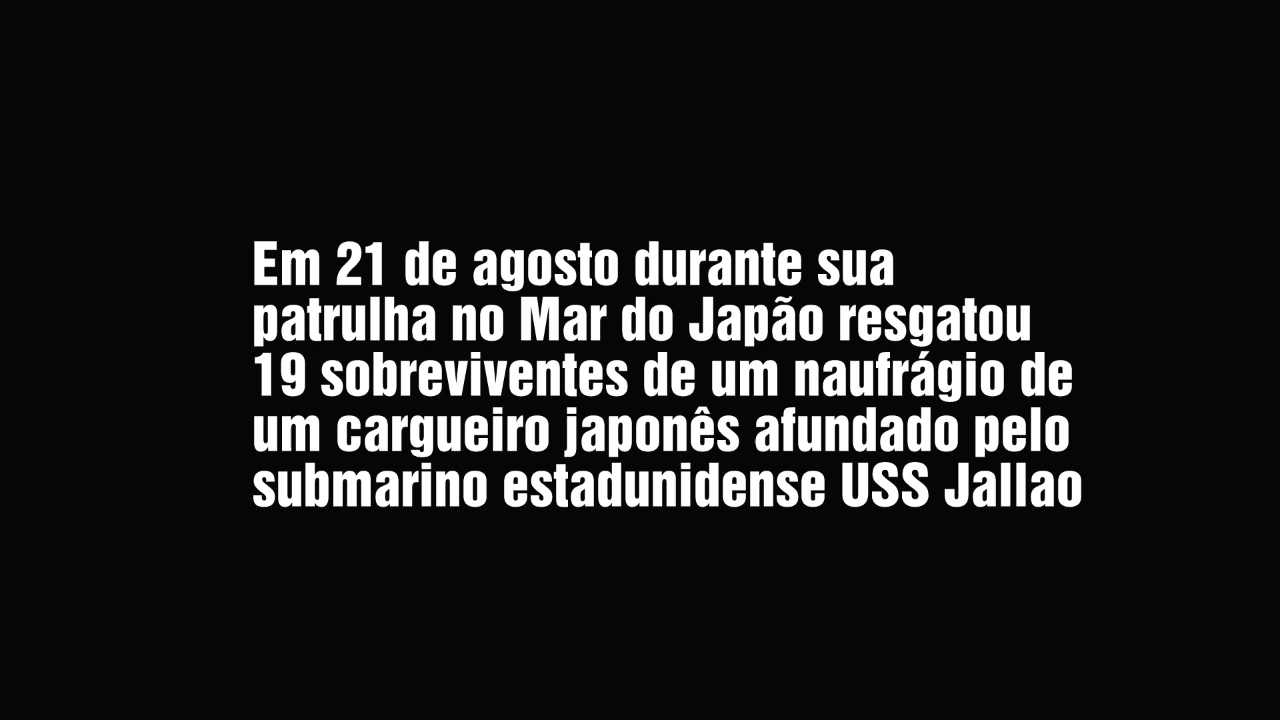 Em 21 de agosto durante sua
patrulha no Mar do Japão resgatou
19 sobreviventes de um naufrágio de
um cargueiro japonês afundado pelo
submarino estadunidense USS Jallao